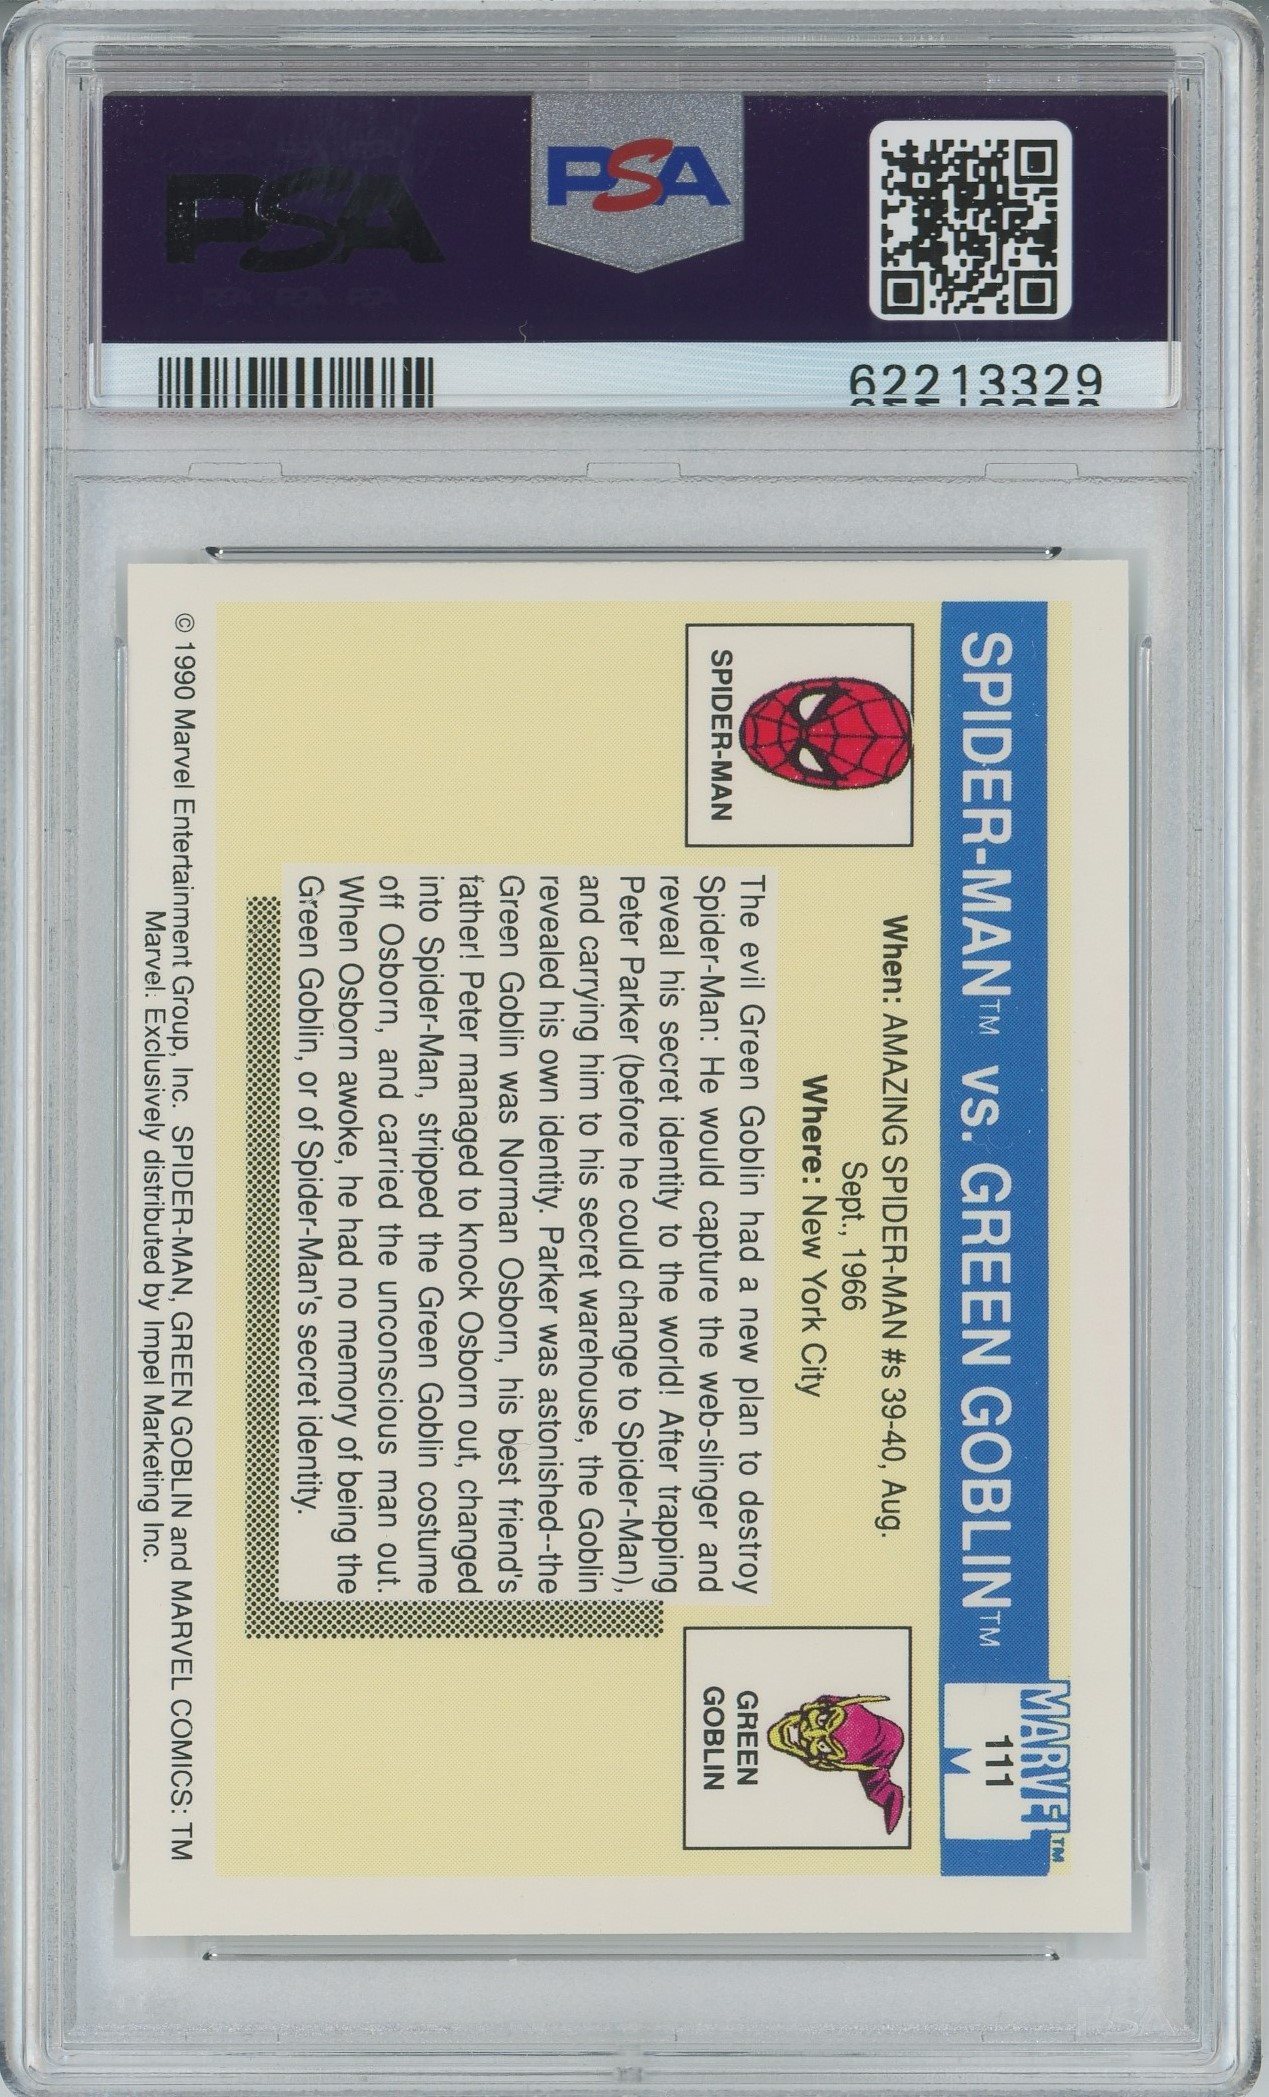 PSA
PSA
62213329
SPIDER-MAN™ vs. GREEN GOBLIN™
MARVEL™
111
SPIDER-MAN
When: AMAZING SPIDER-MAN #s 39-40, Aug.
Sept., 1966
Where: New York City
GREEN
GOBLIN
The evil Green Goblin had a new plan to destroy
Spider-Man: He would capture the web-slinger and
reveal his secret identity to the world! After trapping
Peter Parker (before he could change to Spider-Man),
and carrying him to his secret warehouse, the Goblin
revealed his own identity. Parker was astonished--the
Green Goblin was Norman Osborn, his best friend's
father! Peter managed to knock Osborn out, changed
into Spider-Man, stripped the Green Goblin costume
off Osborn, and carried the unconscious man out.
When Osborn awoke, he had no memory of being the
Green Goblin, or of Spider-Man's secret identity.
© 1990 Marvel Entertainment Group, Inc. SPIDER-MAN, GREEN GOBLIN and MARVEL COMICS: TM
Marvel: Exclusively distributed by Impel Marketing Inc.